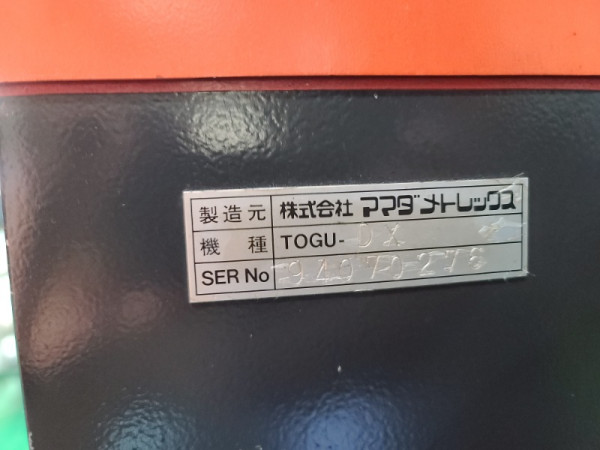 製造元 株式会社 アマダメトレックス
機種 TOGU-DX
SER No 94970276